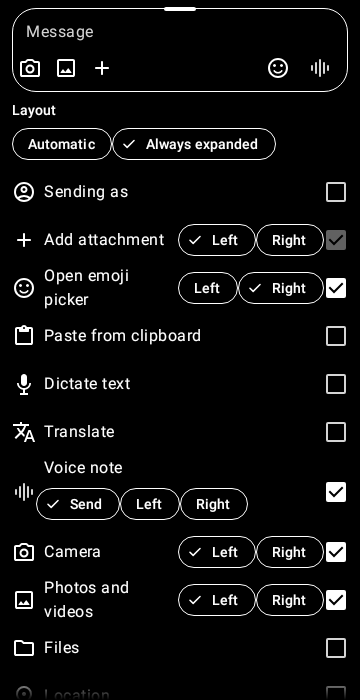 Message
Layout
Automatic
Always expanded
Sending as
Add attachment
Left
Right
Open emoji
picker
Left
Right
Paste from clipboard
Dictate text
Translate
Voice note
Send
Left
Right
Camera
Left
Right
Photos and
videos
Left
Right
Files
Location